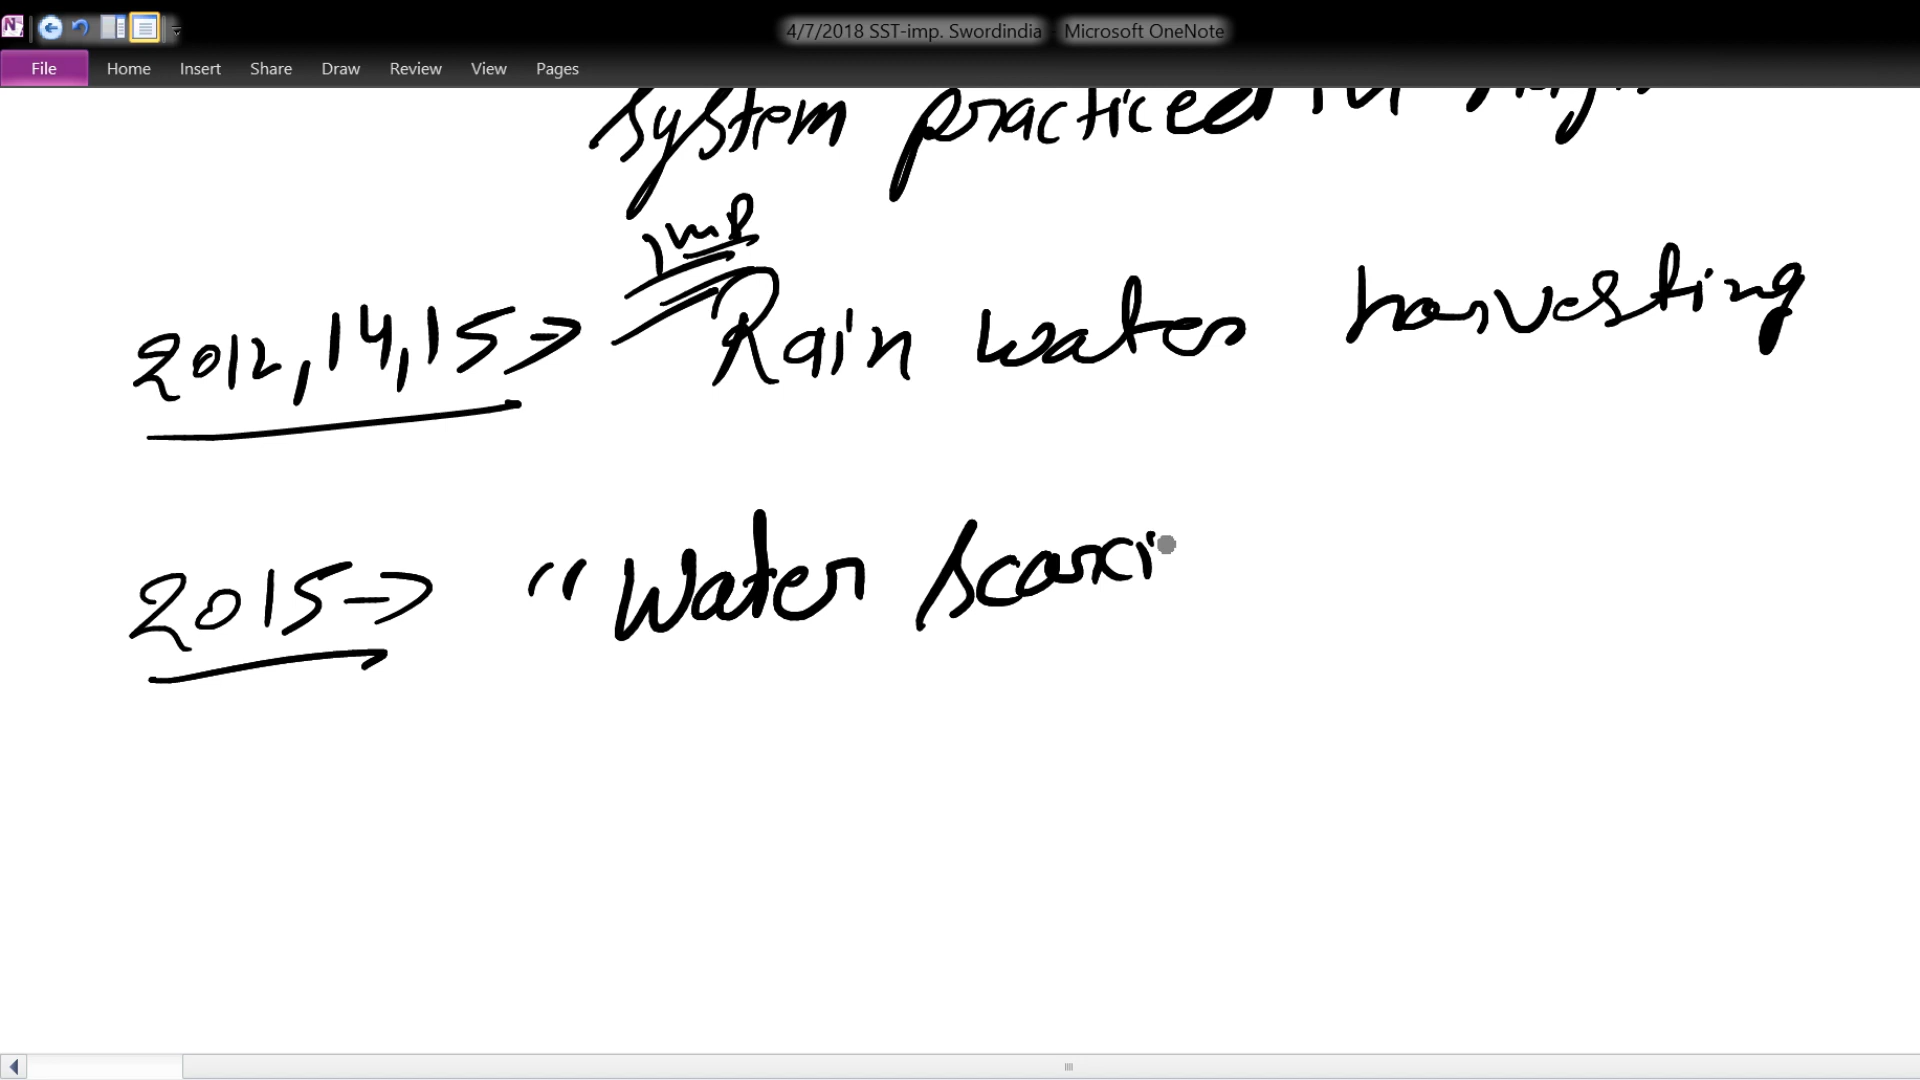 4/7/2018 SST-imp. Swordindia - Microsoft OneNote
File Home Insert Share Draw Review View Pages
system practiced in
imp
2012, 14, 15 → Rain water harvesting
2015 → "Water scarci